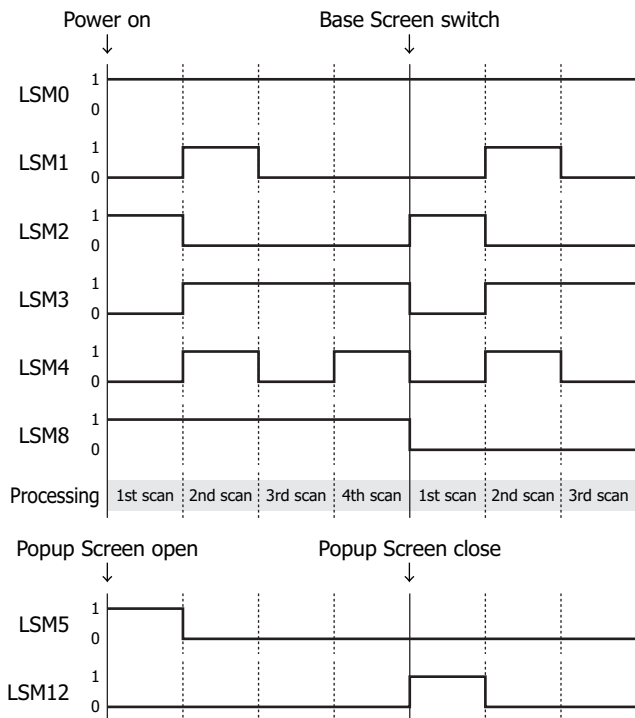 Power on Base Screen switch
1
LSM0
0
1
LSM1
0
1
LSM2
0
1
LSM3
0
1
LSM4
0
1
LSM8
0
Processing 1st scan 2nd scan 3rd scan 4th scan 1st scan 2nd scan 3rd scan
Popup Screen open Popup Screen close
1
LSM5
0
1
LSM12
0